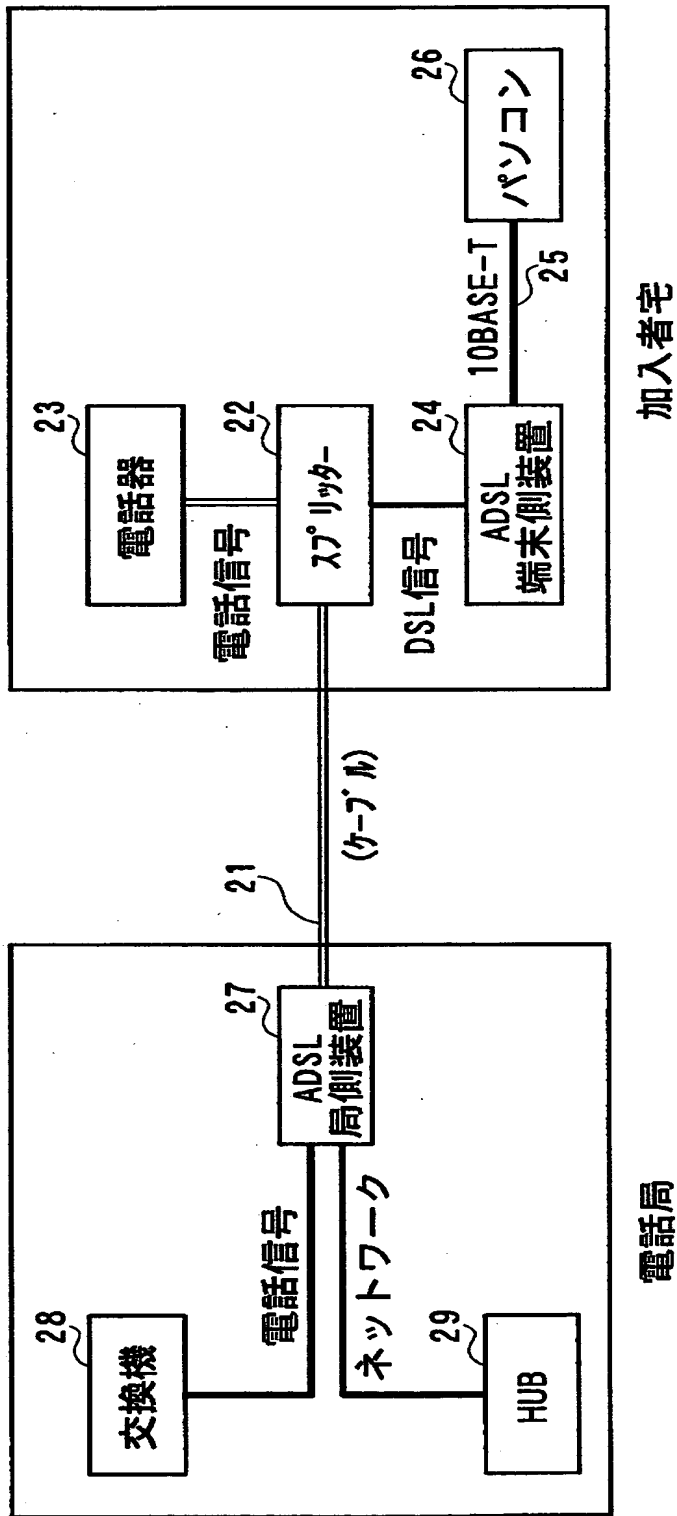 28
交換機
電話信号
27
ADSL
局側装置
ネットワーク
29
HUB
電話局
21
(ケーブル)
23
電話器
電話信号
22
スプリッター
DSL信号
24
ADSL
端末側装置
10BASE-T
25
26
パソコン
加入者宅